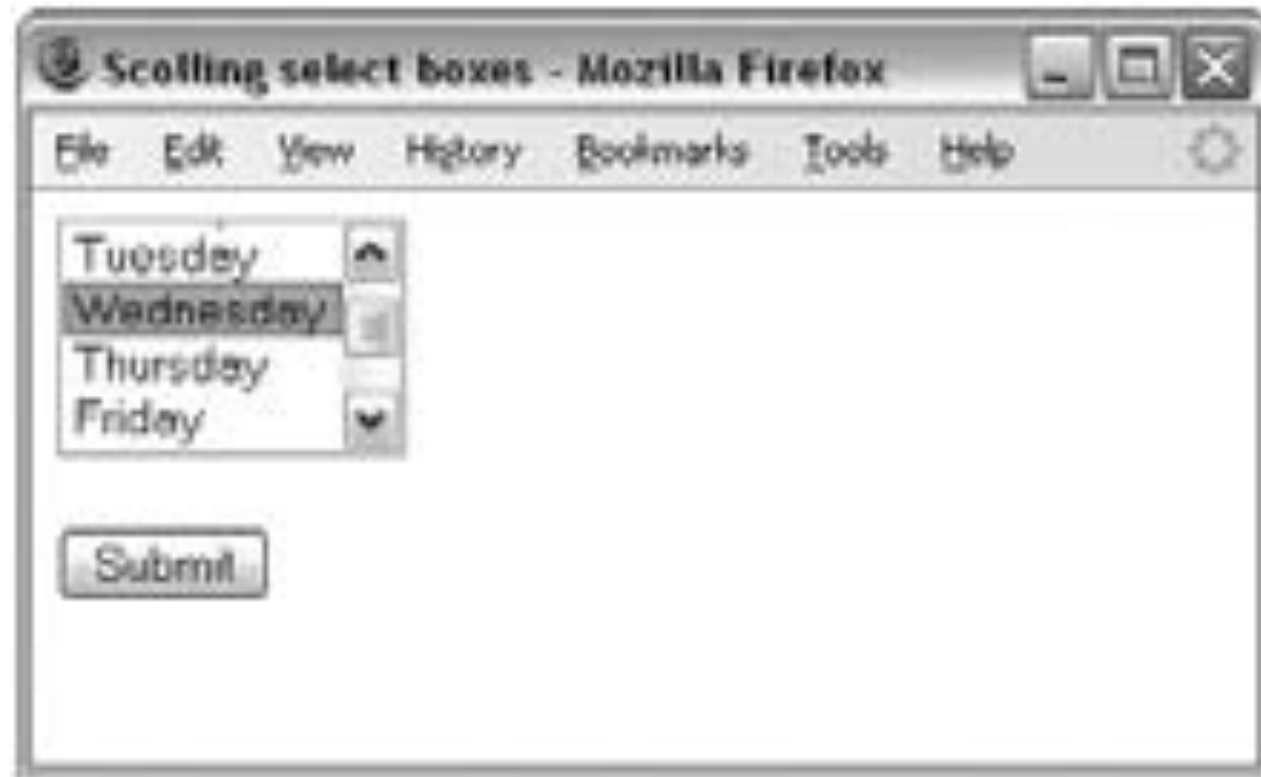 Scolling select boxes - Mozilla Firefox
File Edit View History Bookmarks Tools Help
Tuesday
Wednesday
Thursday
Friday
Submit